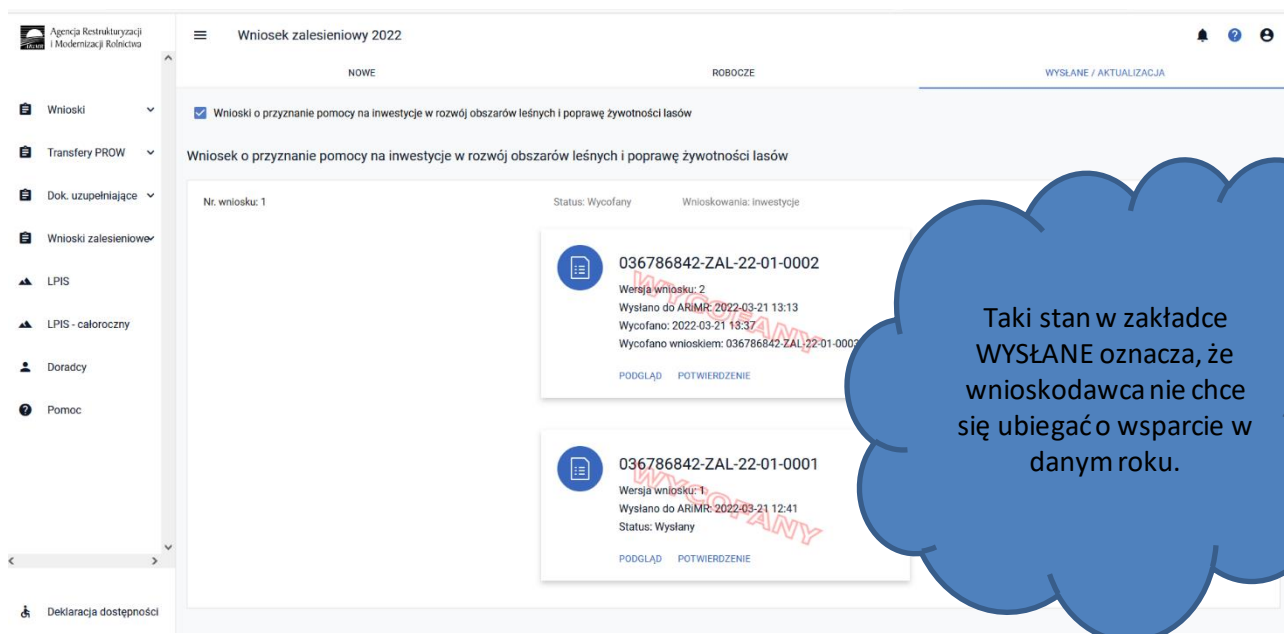 Agencja Restrukturyzacji
i Modernizacji Rolnictwa
Wniosek zalesieniowy 2022
NOWE
ROBOCZE
WYSŁANE / AKTUALIZACJA
Wnioski
Transfery PROW
Dok. uzupełniające
Wnioski zalesieniowe
LPIS
LPIS - całoroczny
Doradcy
Pomoc
Deklaracja dostępności
Wnioski o przyznanie pomocy na inwestycje w rozwój obszarów leśnych i poprawę żywotności lasów
Wniosek o przyznanie pomocy na inwestycje w rozwój obszarów leśnych i poprawę żywotności lasów
Nr. wniosku: 1
Status: Wycofany
Wnioskowania: inwestycje
036786842-ZAL-22-01-0002
Wersja wniosku: 2
Wysłano do ARiMR: 2022-03-21 13:13
Wycofano: 2022-03-21 13:37
Wycofano wnioskiem: 036786842-ZAL-22-01-0003
WYCOFANY
PODGLĄD POTWIERDZENIE
036786842-ZAL-22-01-0001
Wersja wniosku: 1
Wysłano do ARiMR: 2022-03-21 12:41
Status: Wysłany
WYCOFANY
PODGLĄD POTWIERDZENIE
Taki stan w zakładce
WYSŁANE oznacza, że
wnioskodawca nie chce
się ubiegać o wsparcie w
danym roku.